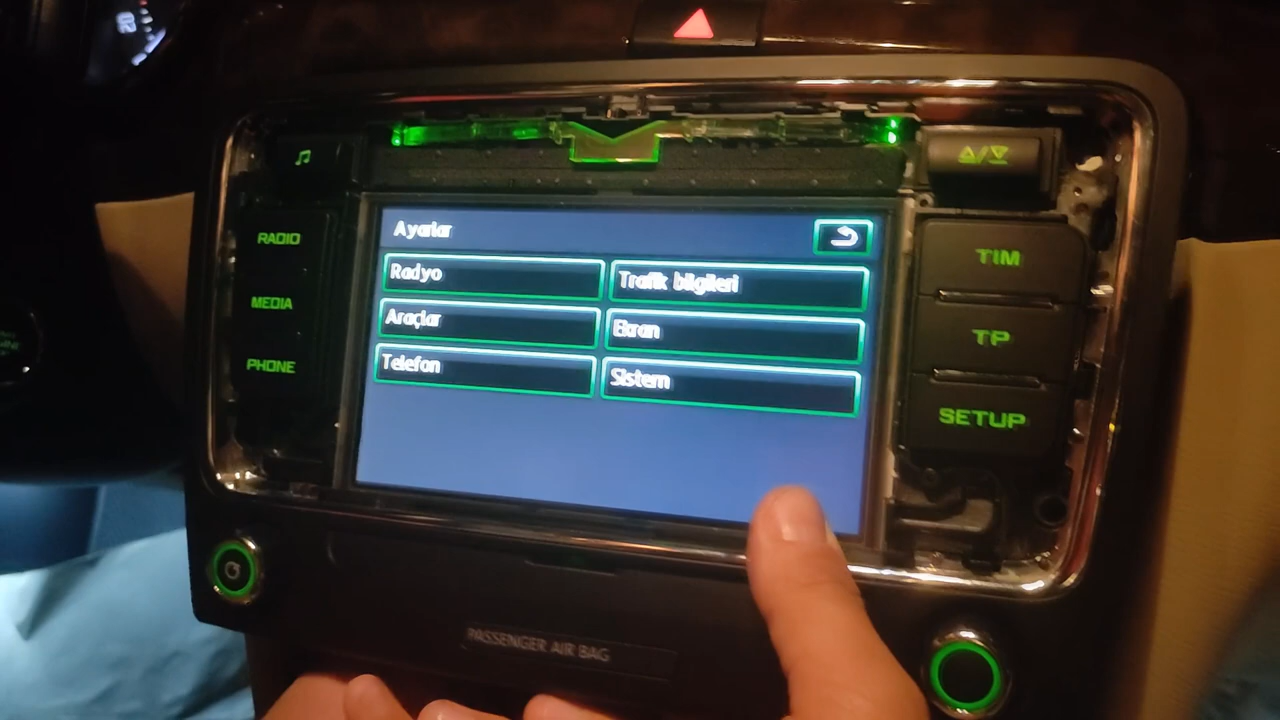 RADIO
MEDIA
PHONE
Ayarlar
Radyo
Trafik bilgileri
Araçlar
Ekran
Telefon
Sistem
TIM
TP
SETUP
PASSENGER AIR BAG